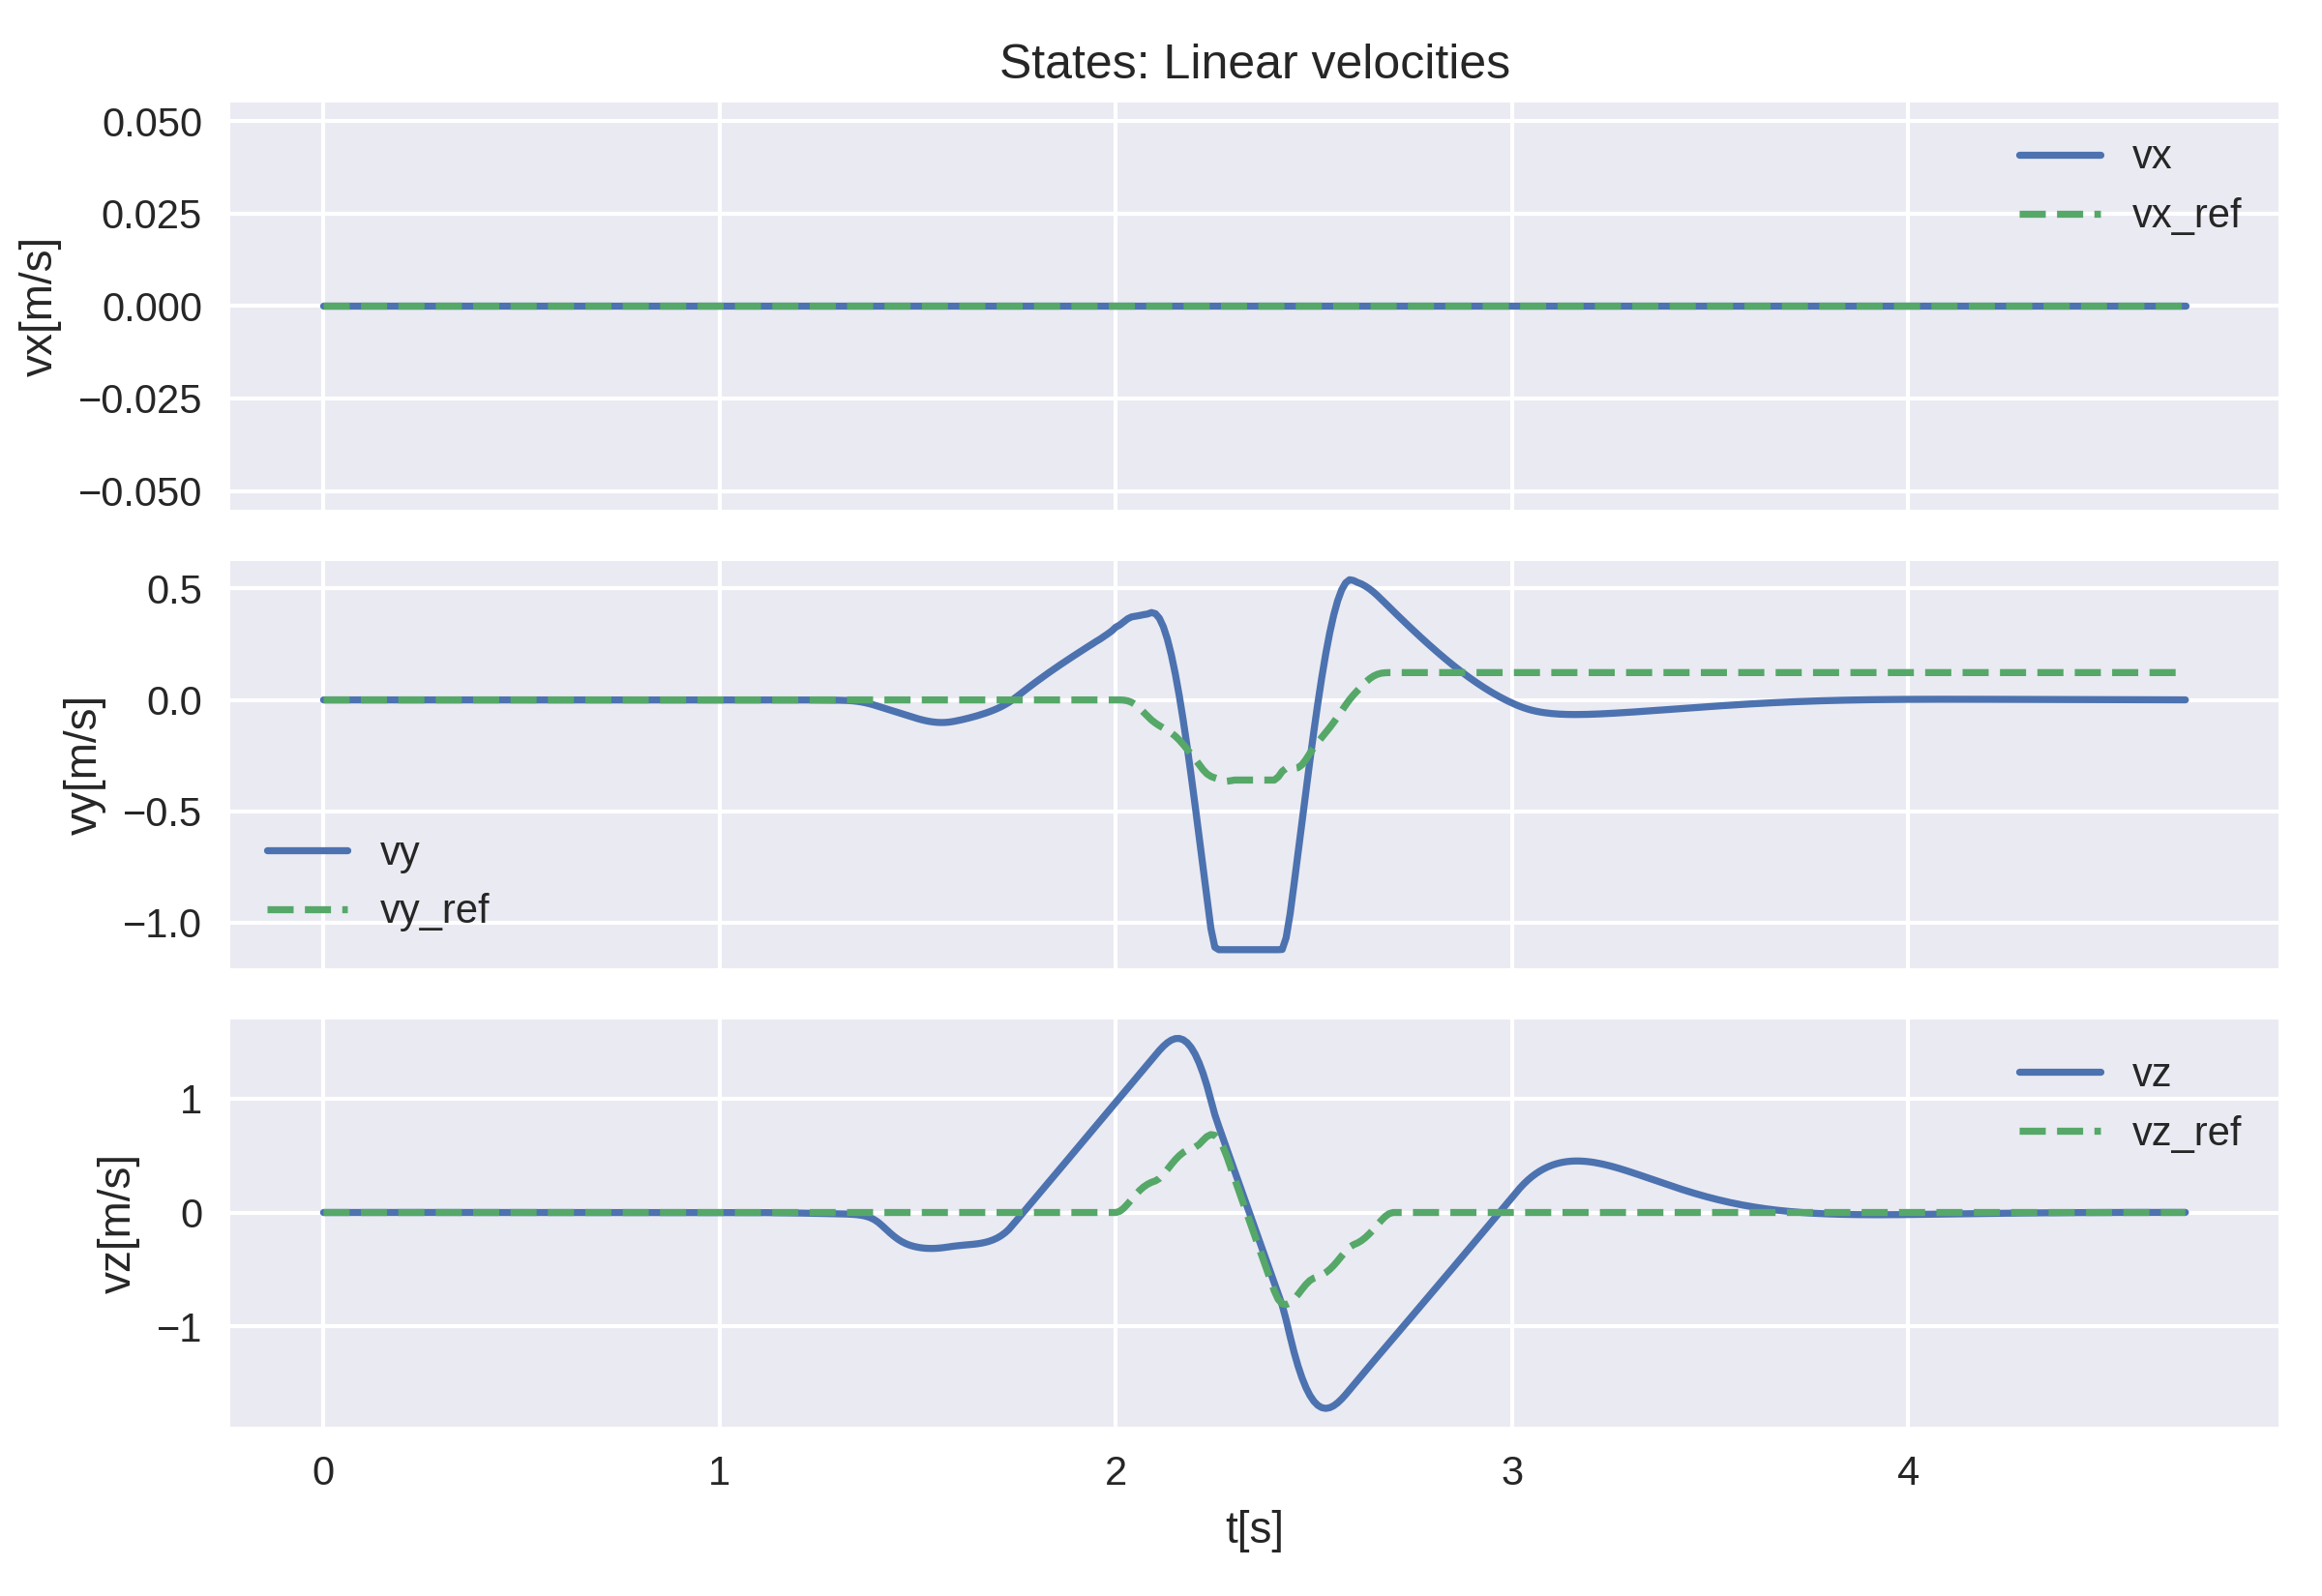 States: Linear velocities
0.050
0.025
0.000
−0.025
−0.050
vx[m/s]
vx
vx_ref
0.5
0.0
−0.5
−1.0
vy[m/s]
vy
vy_ref
1
0
−1
vz[m/s]
vz
vz_ref
0 1 2 3 4
t[s]